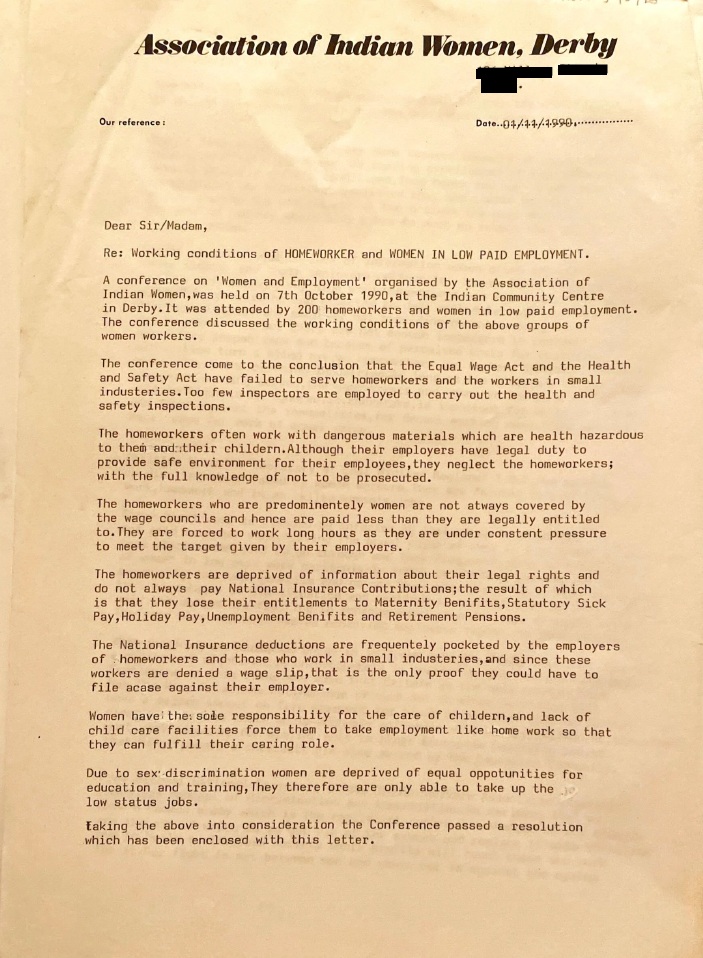 Association of Indian Women, Derby
Our reference :
Date..01/11/1990...............
Dear Sir/Madam,
Re: Working conditions of HOMEWORKER and WOMEN IN LOW PAID EMPLOYMENT.
A conference on 'Women and Employment' organised by the Association of
Indian Women,was held on 7th October 1990,at the Indian Community Centre
in Derby.It was attended by 200 homeworkers and women in low paid employment.
The conference discussed the working conditions of the above groups of
women workers.
The conference come to the conclusion that the Equal Wage Act and the Health
and Safety Act have failed to serve homeworkers and the workers in small
industeries.Too few inspectors are employed to carry out the health and
safety inspections.
The homeworkers often work with dangerous materials which are health hazardous
to them and their childern.Although their employers have legal duty to
provide safe environment for their employees,they neglect the homeworkers;
with the full knowledge of not to be prosecuted.
The homeworkers who are predominentely women are not atways covered by
the wage councils and hence are paid less than they are legally entitled
to.They are forced to work long hours as they are under constent pressure
to meet the target given by their employers.
The homeworkers are deprived of information about their legal rights and
do not always pay National Insurance Contributions;the result of which
is that they lose their entitlements to Maternity Benifits,Statutory Sick
Pay,Holiday Pay,Unemployment Benifits and Retirement Pensions.
The National Insurance deductions are frequently pocketed by the employers
of homeworkers and those who work in small industeries,and since these
workers are denied a wage slip,that is the only proof they could have to
file acase against their employer.
Women have the sole responsibility for the care of childern,and lack of
child care facilities force them to take employment like home work so that
they can fulfill their caring role.
Due to sex discrimination women are deprived of equal oppotunities for
education and training,They therefore are only able to take up the
low status jobs.
Taking the above into consideration the Conference passed a resolution
which has been enclosed with this letter.